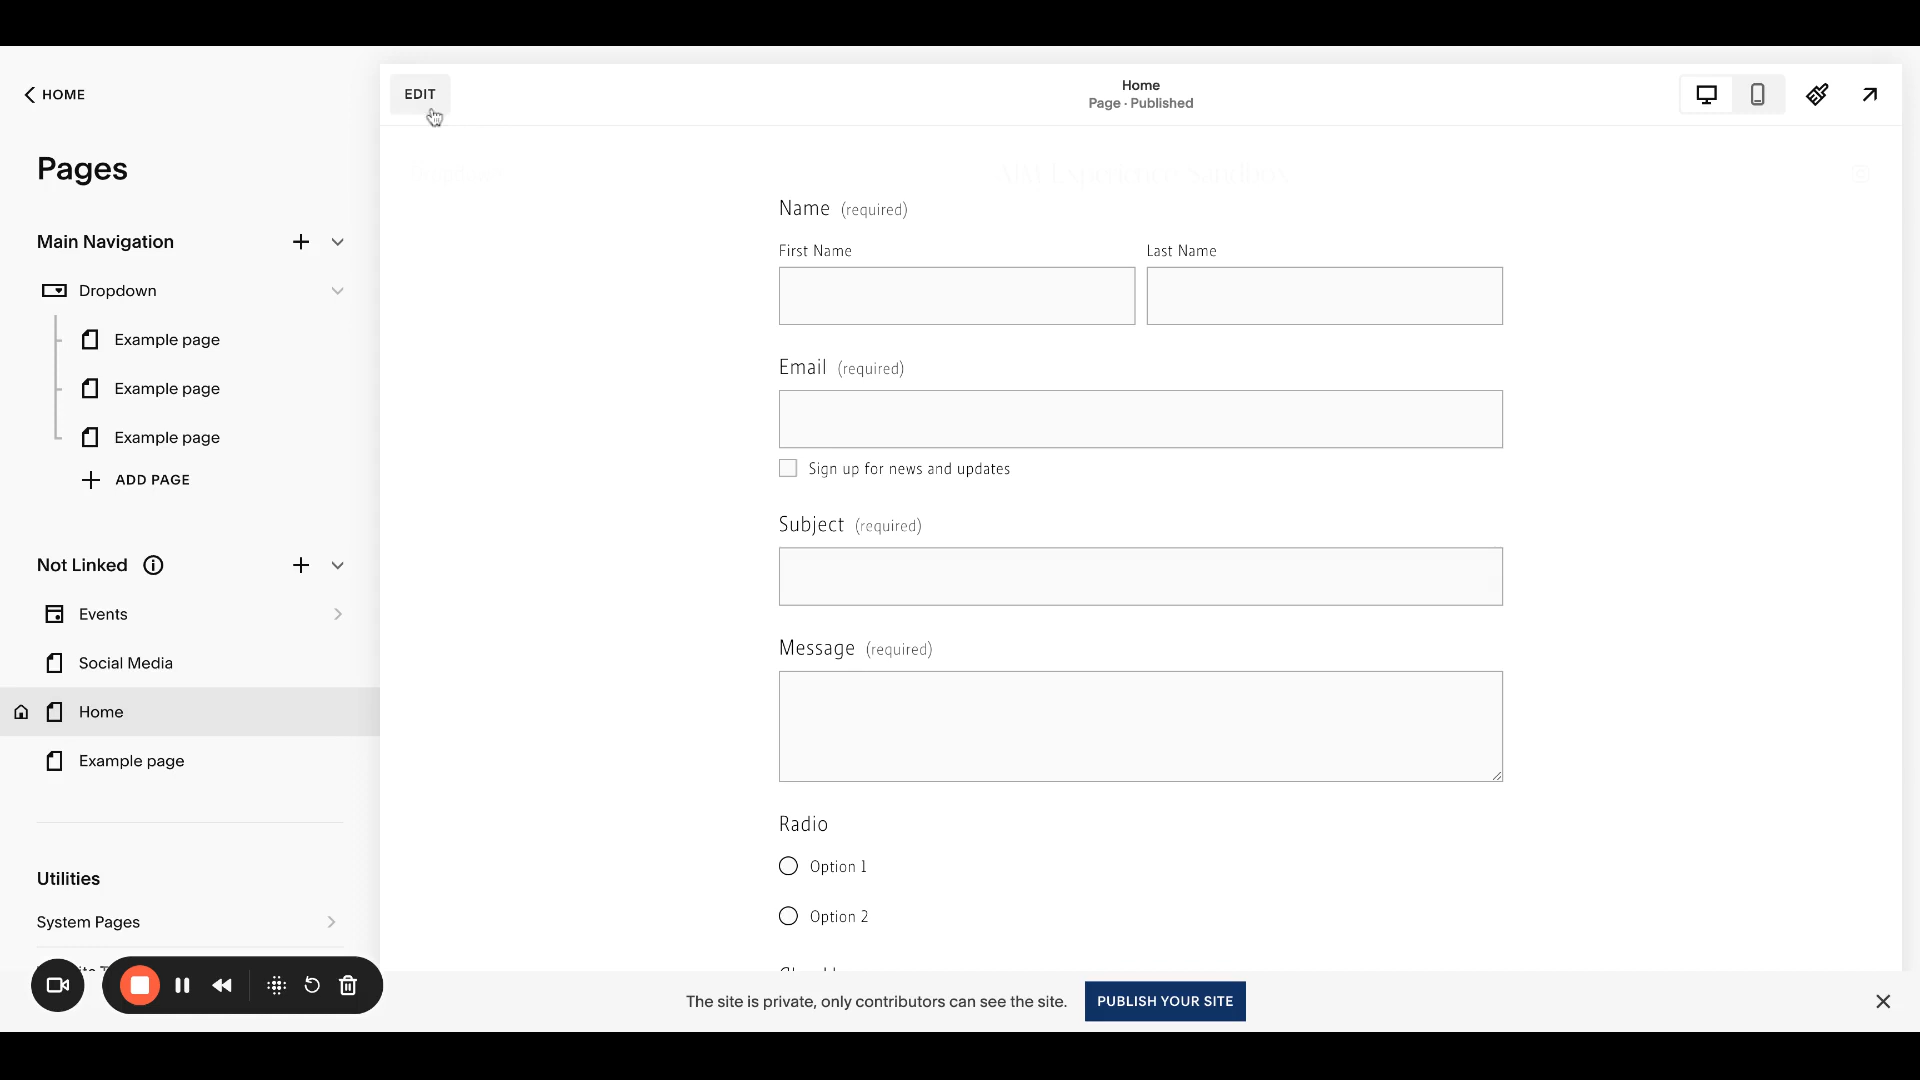 HOME
Pages
Main Navigation
Dropdown
Example page
Example page
Example page
ADD PAGE
Not Linked
Events
Social Media
Home
Example page
Utilities
System Pages
EDIT
Home
Page · Published
MM Experience Sandbox
Name (required)
First Name Last Name
Email (required)
Sign up for news and updates
Subject (required)
Message (required)
Radio
Option 1
Option 2
The site is private, only contributors can see the site. PUBLISH YOUR SITE